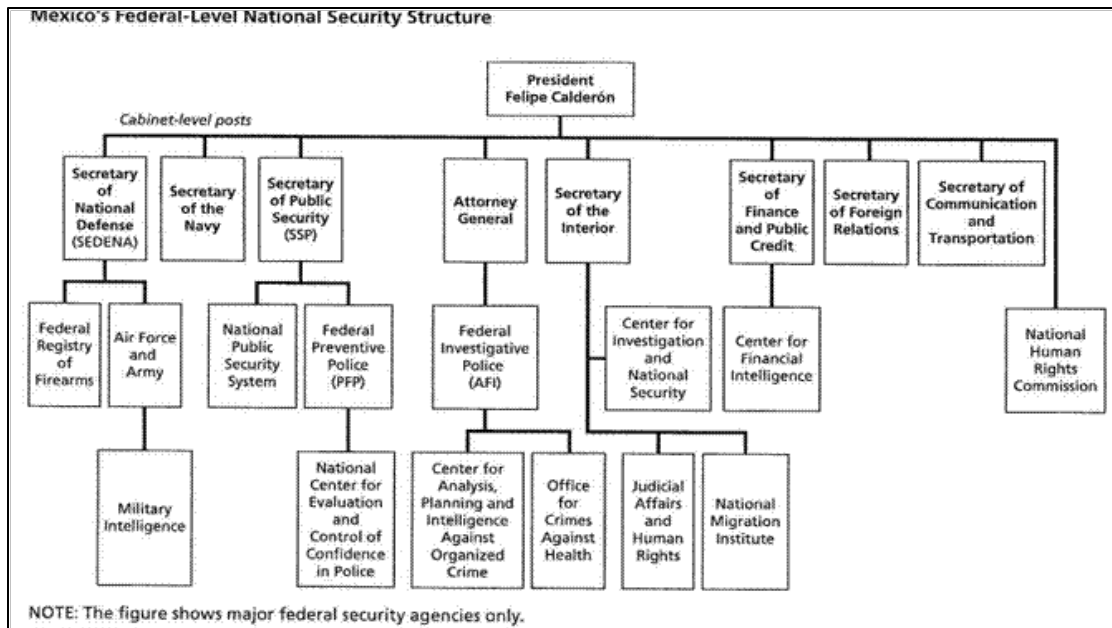 Mexico's Federal-Level National Security Structure
President
Felipe Calderón
Cabinet-level posts
Secretary
of
National
Defense
(SEDENA)
Secretary
of the
Navy
Secretary
of Public
Security
(SSP)
Attorney
General
Secretary
of the
Interior
Secretary
of
Finance
and Public
Credit
Secretary
of Foreign
Relations
Secretary of
Communication
and
Transportation
Federal
Registry
of
Firearms
Air Force
and
Army
National
Public
Security
System
Federal
Preventive
Police
(PFP)
Federal
Investigative
Police
(AFI)
Center for
Investigation
and
National
Security
Center for
Financial
Intelligence
National
Human
Rights
Commission
Military
Intelligence
National
Center for
Evaluation
and
Control of
Confidence
in Police
Center for
Analysis,
Planning and
Intelligence
Against
Organized
Crime
Office
for
Crimes
Against
Health
Judicial
Affairs
and
Human
Rights
National
Migration
Institute
NOTE: The figure shows major federal security agencies only.